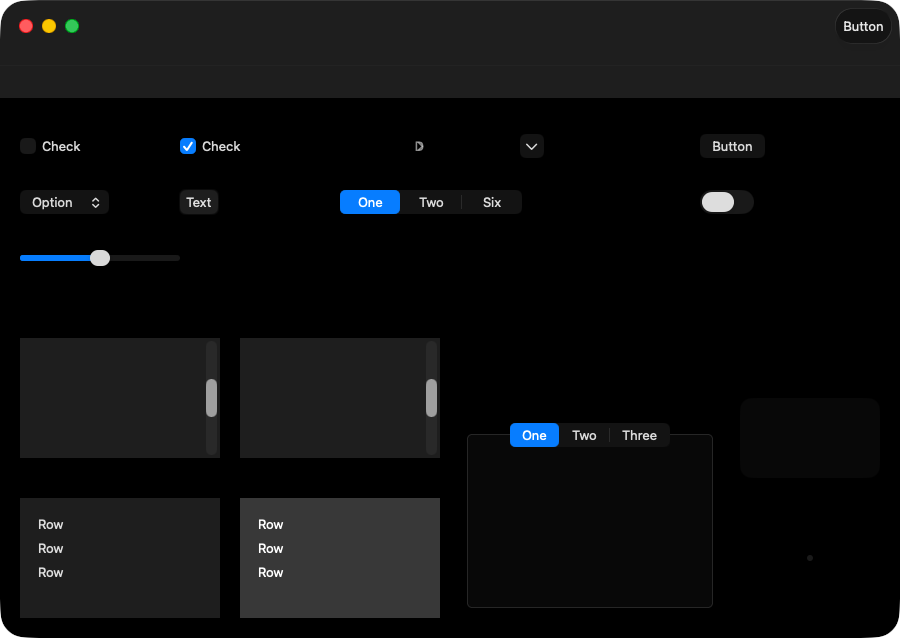 Button
Check
Check
Button
Option
Text
One
Two
Six
One
Two
Three
Row
Row
Row
Row
Row
Row